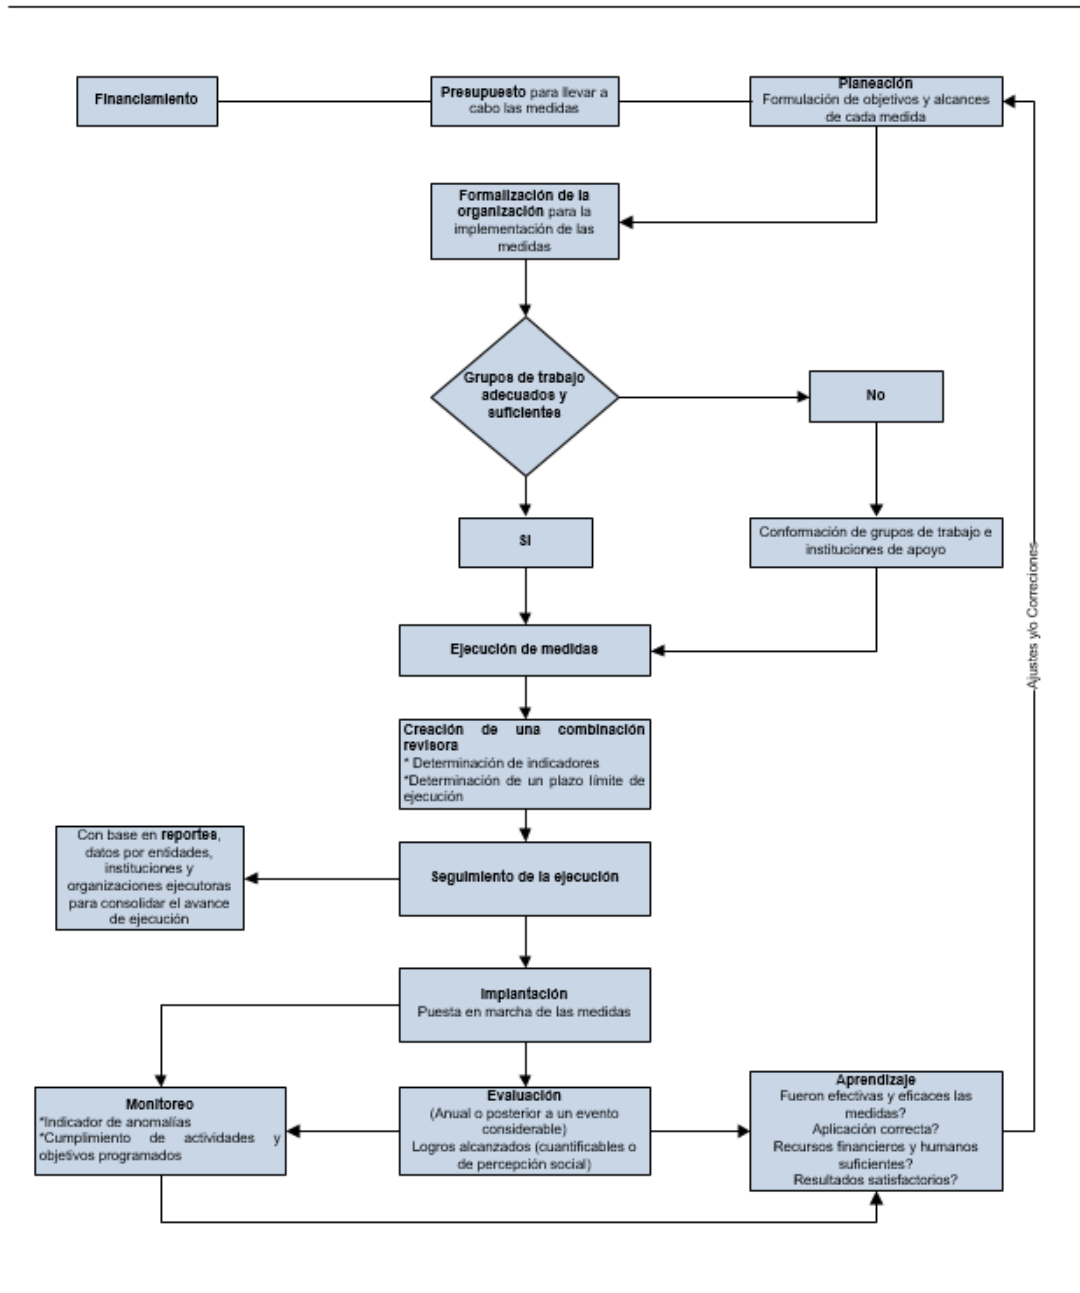 Financiamiento
Presupuesto para llevar a
cabo las medidas
Planeación
Formulación de objetivos y alcances
de cada medida
Formalización de la
organización para la
implementación de las
medidas
Grupos de trabajo
adecuados y
suficientes
No
SI
Conformación de grupos de trabajo e
instituciones de apoyo
Ajustes y/o Correciones
Ejecución de medidas
Creación de una combinación
revisora
* Determinación de indicadores
*Determinación de un plazo límite de
ejecución
Con base en reportes,
datos por entidades,
instituciones y
organizaciones ejecutoras
para consolidar el avance
de ejecución
Seguimiento de la ejecución
Implantación
Puesta en marcha de las medidas
Monitoreo
*Indicador de anomalías
*Cumplimiento de actividades y
objetivos programados
Evaluación
(Anual o posterior a un evento
considerable)
Logros alcanzados (cuantificables o
de percepción social)
Aprendizaje
Fueron efectivas y eficaces las
medidas?
Aplicación correcta?
Recursos financieros y humanos
suficientes?
Resultados satisfactorios?